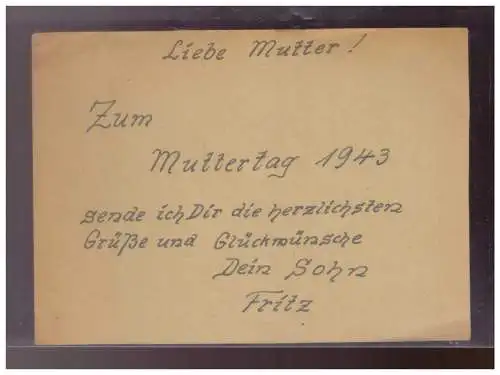 Liebe Mutter!
Zum
Muttertag 1943
sende ich Dir die herzlichsten
Grüße und Glückwünsche
Dein Sohn
Fritz